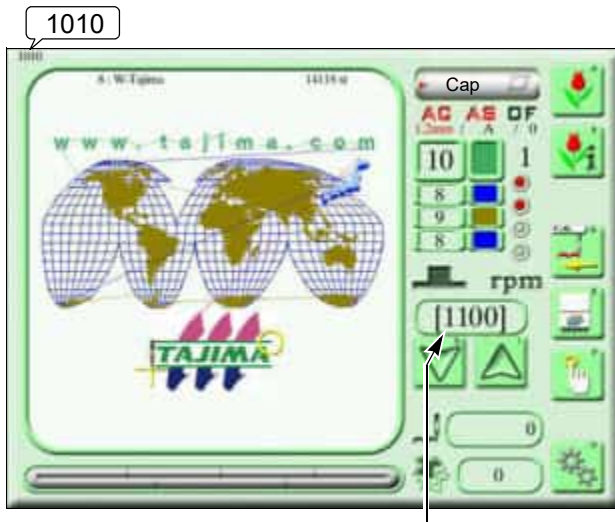 1010
1010
8 : W-Tajima 14118 st
Cap
AC AS OF
1.2mm / A / 0
10 1
8
9
8
www.tajima.com
rpm
[1100]
TAJIMA
0
0